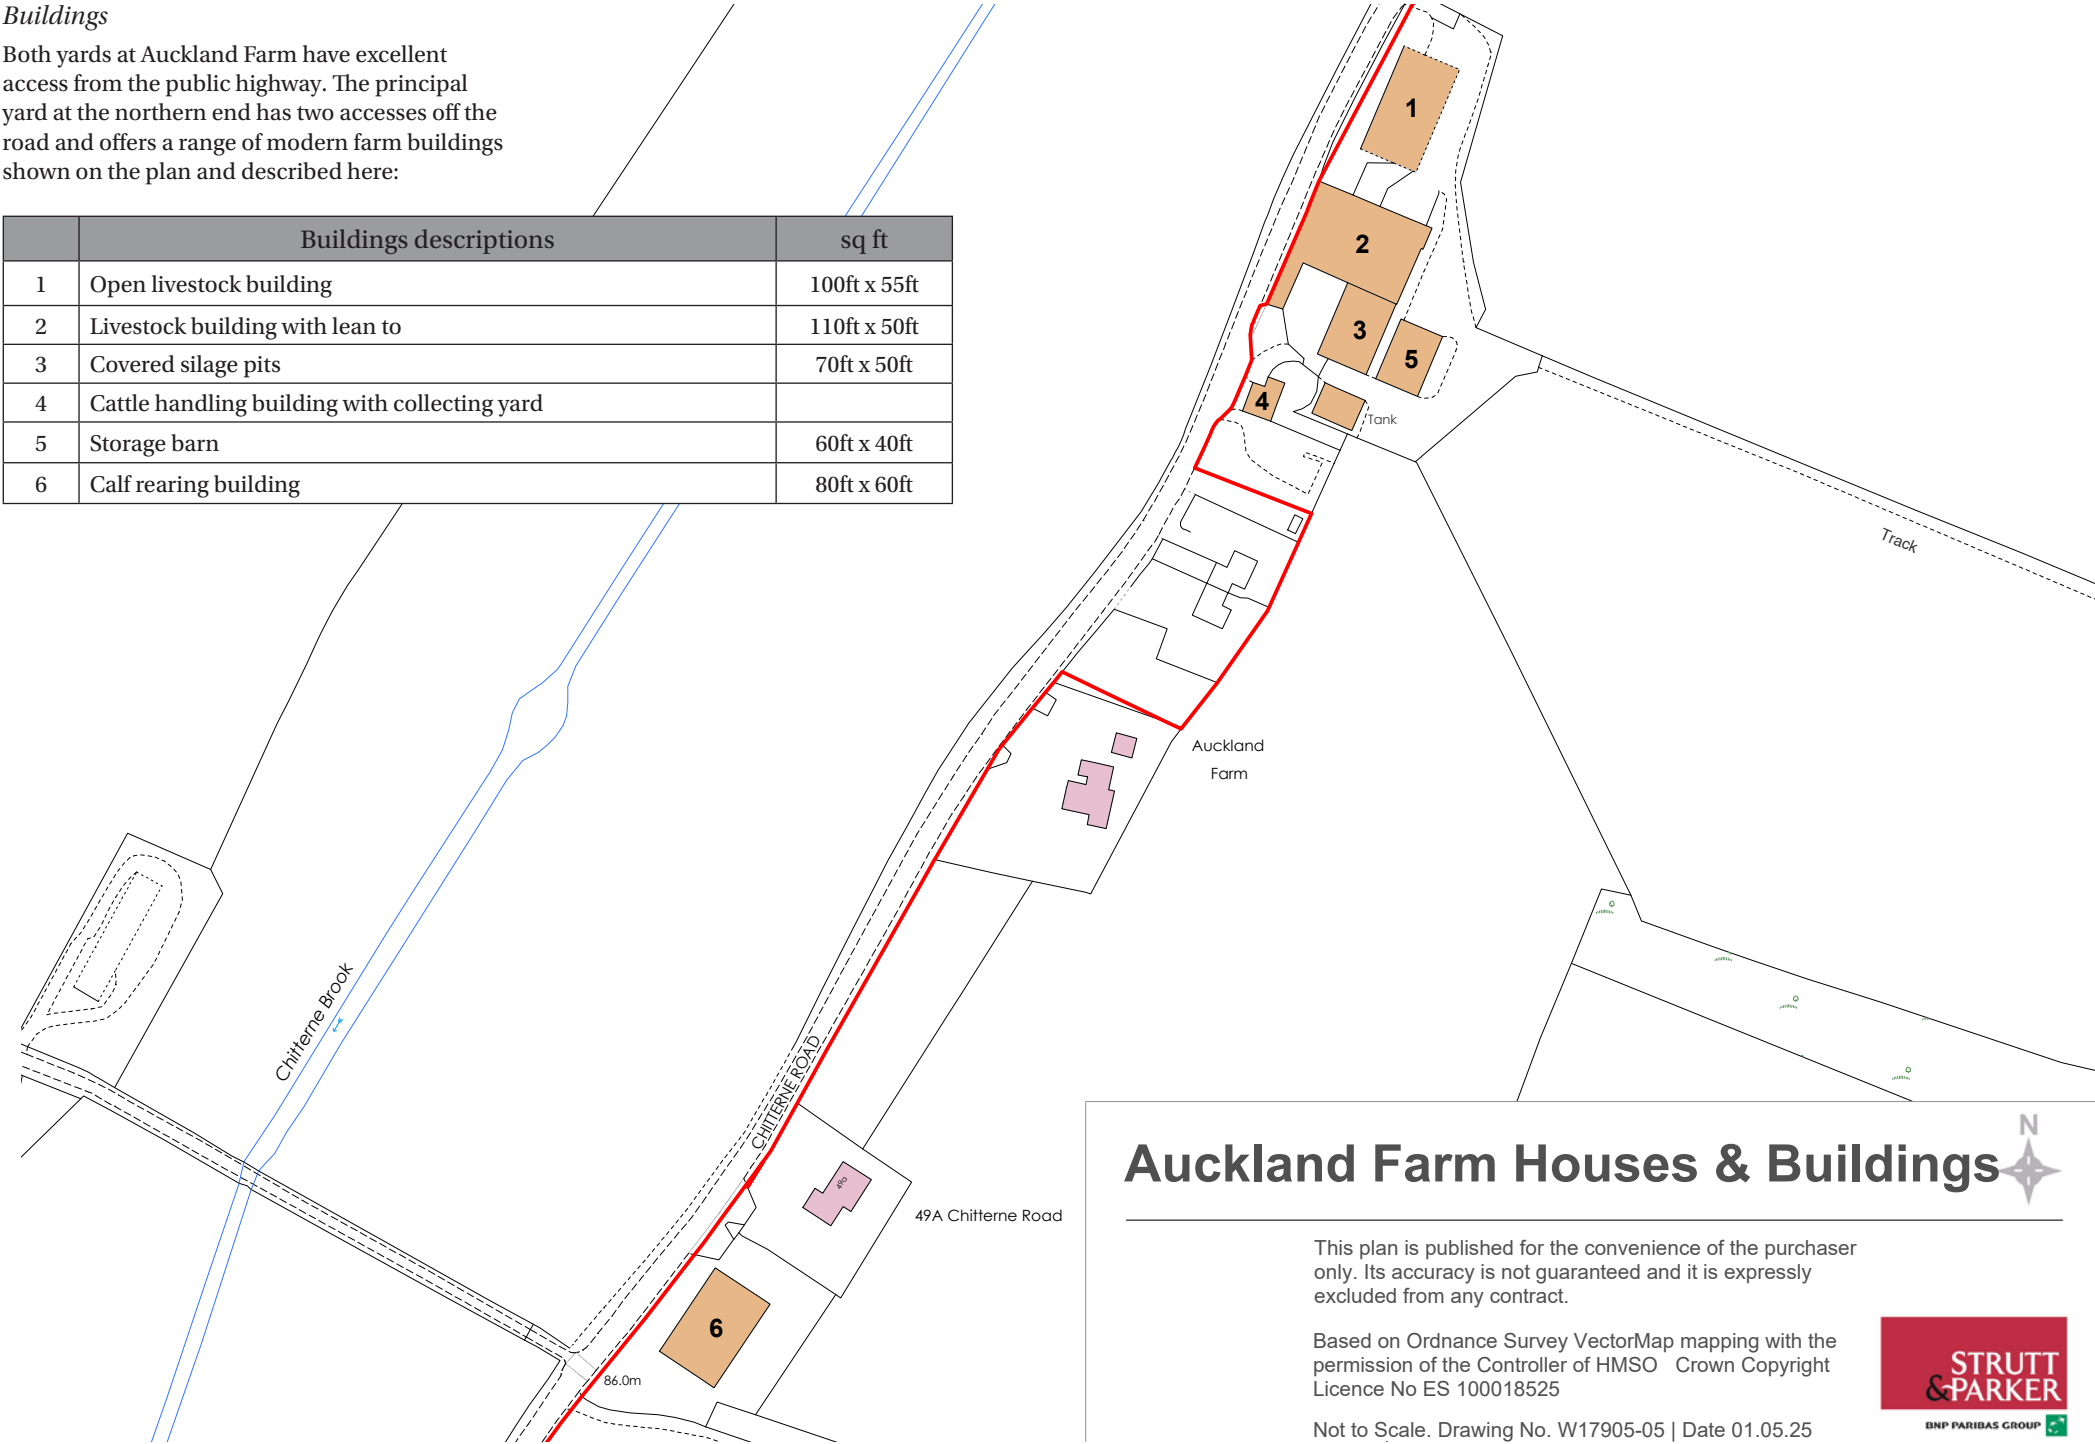 Buildings
Both yards at Auckland Farm have excellent
access from the public highway. The principal
yard at the northern end has two accesses off the
road and offers a range of modern farm buildings
shown on the plan and described here:
Buildings descriptions sq ft
1 Open livestock building 100ft x 55ft
2 Livestock building with lean to 110ft x 50ft
3 Covered silage pits 70ft x 50ft
4 Cattle handling building with collecting yard
5 Storage barn 60ft x 40ft
6 Calf rearing building 80ft x 60ft
1
2
3
5
4
Tank
Track
Auckland
Farm
Chitterne Brook
CHITTERNE ROAD
49a
49A Chitterne Road
6
86.0m
N
Auckland Farm Houses & Buildings
This plan is published for the convenience of the purchaser
only. Its accuracy is not guaranteed and it is expressly
excluded from any contract.
Based on Ordnance Survey VectorMap mapping with the
permission of the Controller of HMSO Crown Copyright
Licence No ES 100018525
Not to Scale. Drawing No. W17905-05 | Date 01.05.25
STRUTT
&PARKER
BNP PARIBAS GROUP